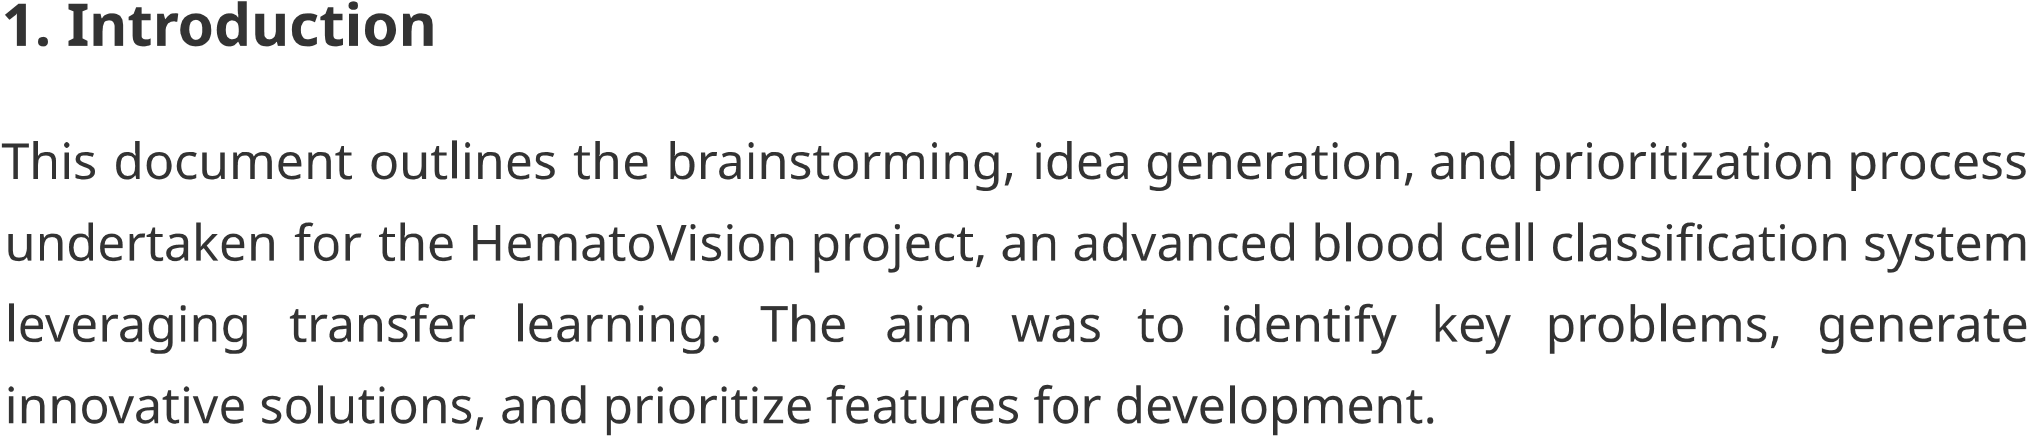 1. Introduction
This document outlines the brainstorming, idea generation, and prioritization process
undertaken for the HematoVision project, an advanced blood cell classification system
leveraging transfer learning. The aim was to identify key problems, generate
innovative solutions, and prioritize features for development.